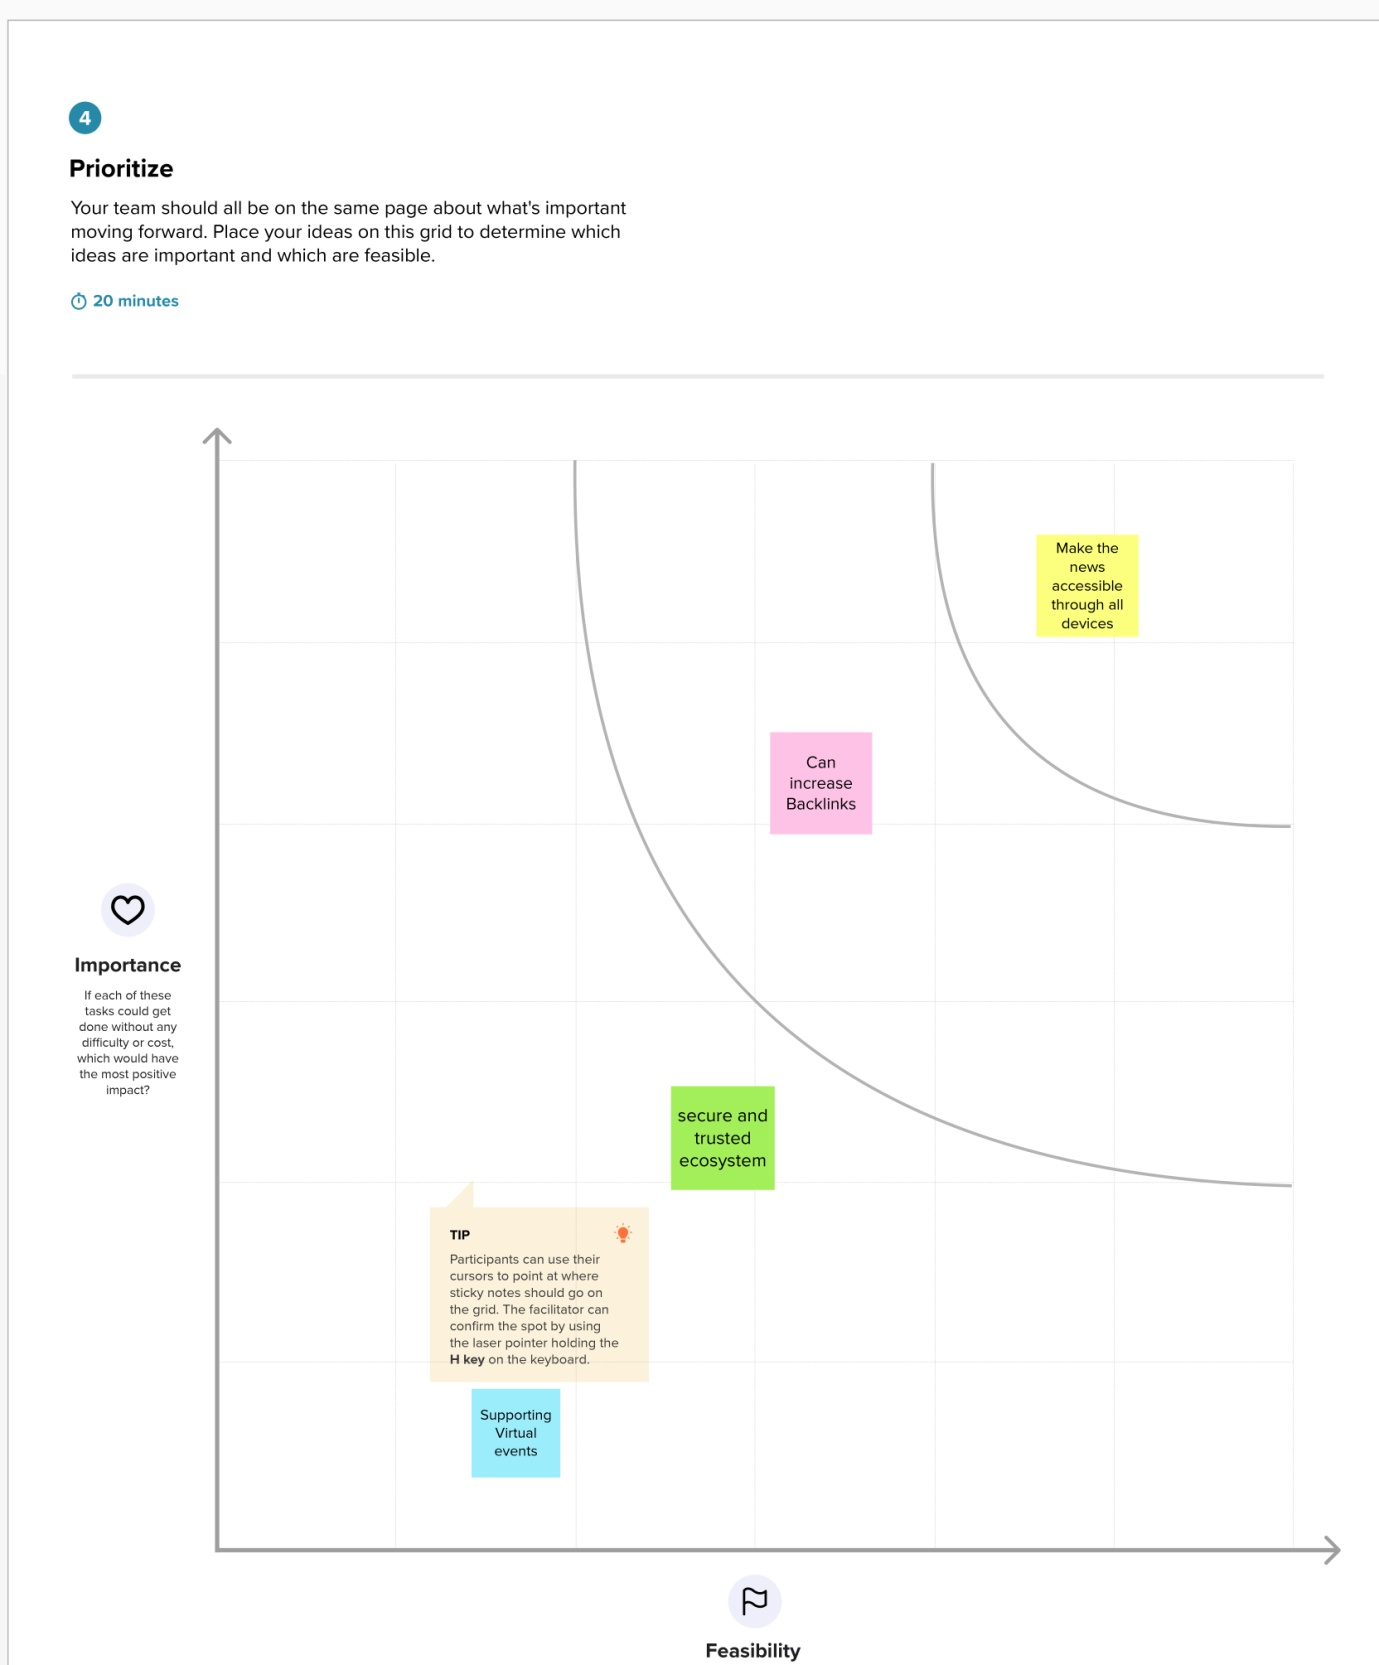 4
Prioritize
Your team should all be on the same page about what's important
moving forward. Place your ideas on this grid to determine which
ideas are important and which are feasible.
20 minutes
Make the
news
accessible
through all
devices
Can
increase
Backlinks
Importance
If each of these
tasks could get
done without any
difficulty or cost,
which would have
the most positive
impact?
secure and
trusted
ecosystem
TIP
Participants can use their
cursors to point at where
sticky notes should go on
the grid. The facilitator can
confirm the spot by using
the laser pointer holding the
H key on the keyboard.
Supporting
Virtual
events
Feasibility